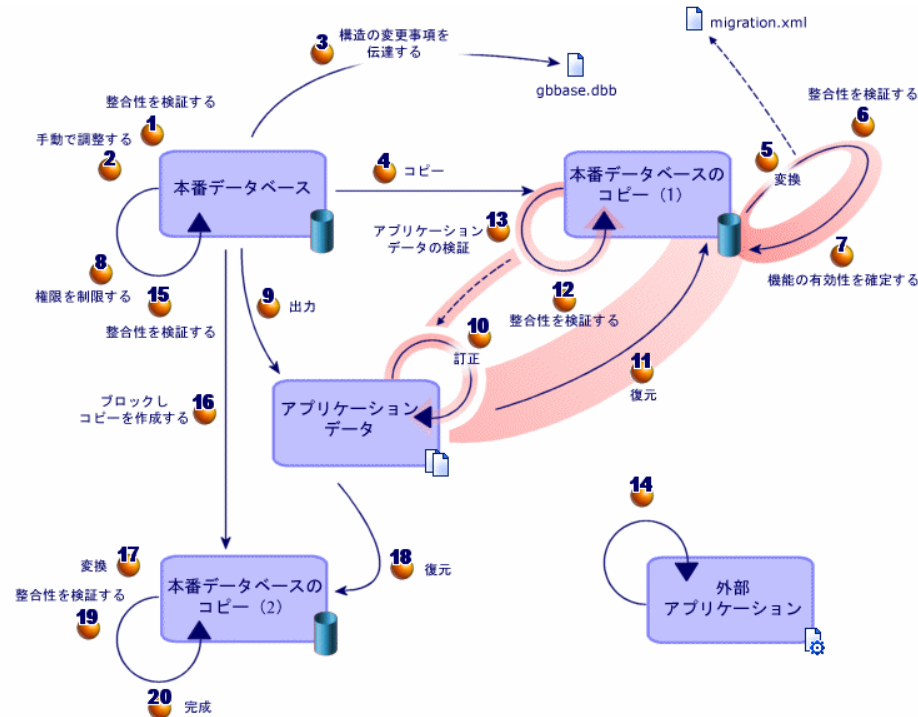 migration.xml
3
構造の変更事項を
伝達する
gbbase.dbb
整合性を検証する
1
手動で調整する
2
整合性を検証する
6
5
変換
4
コピー
本番データベース
本番データベースの
コピー（1）
13
アプリケーション
データの検証
7
機能の有効性を確定する
8
権限を制限する
15
整合性を検証する
9
出力
12
整合性を検証する
10
訂正
11
復元
16
ブロックし
コピーを作成する
アプリケーション
データ
14
17
変換
18
復元
整合性を検証する
19
本番データベースの
コピー（2）
外部
アプリケーション
20
完成